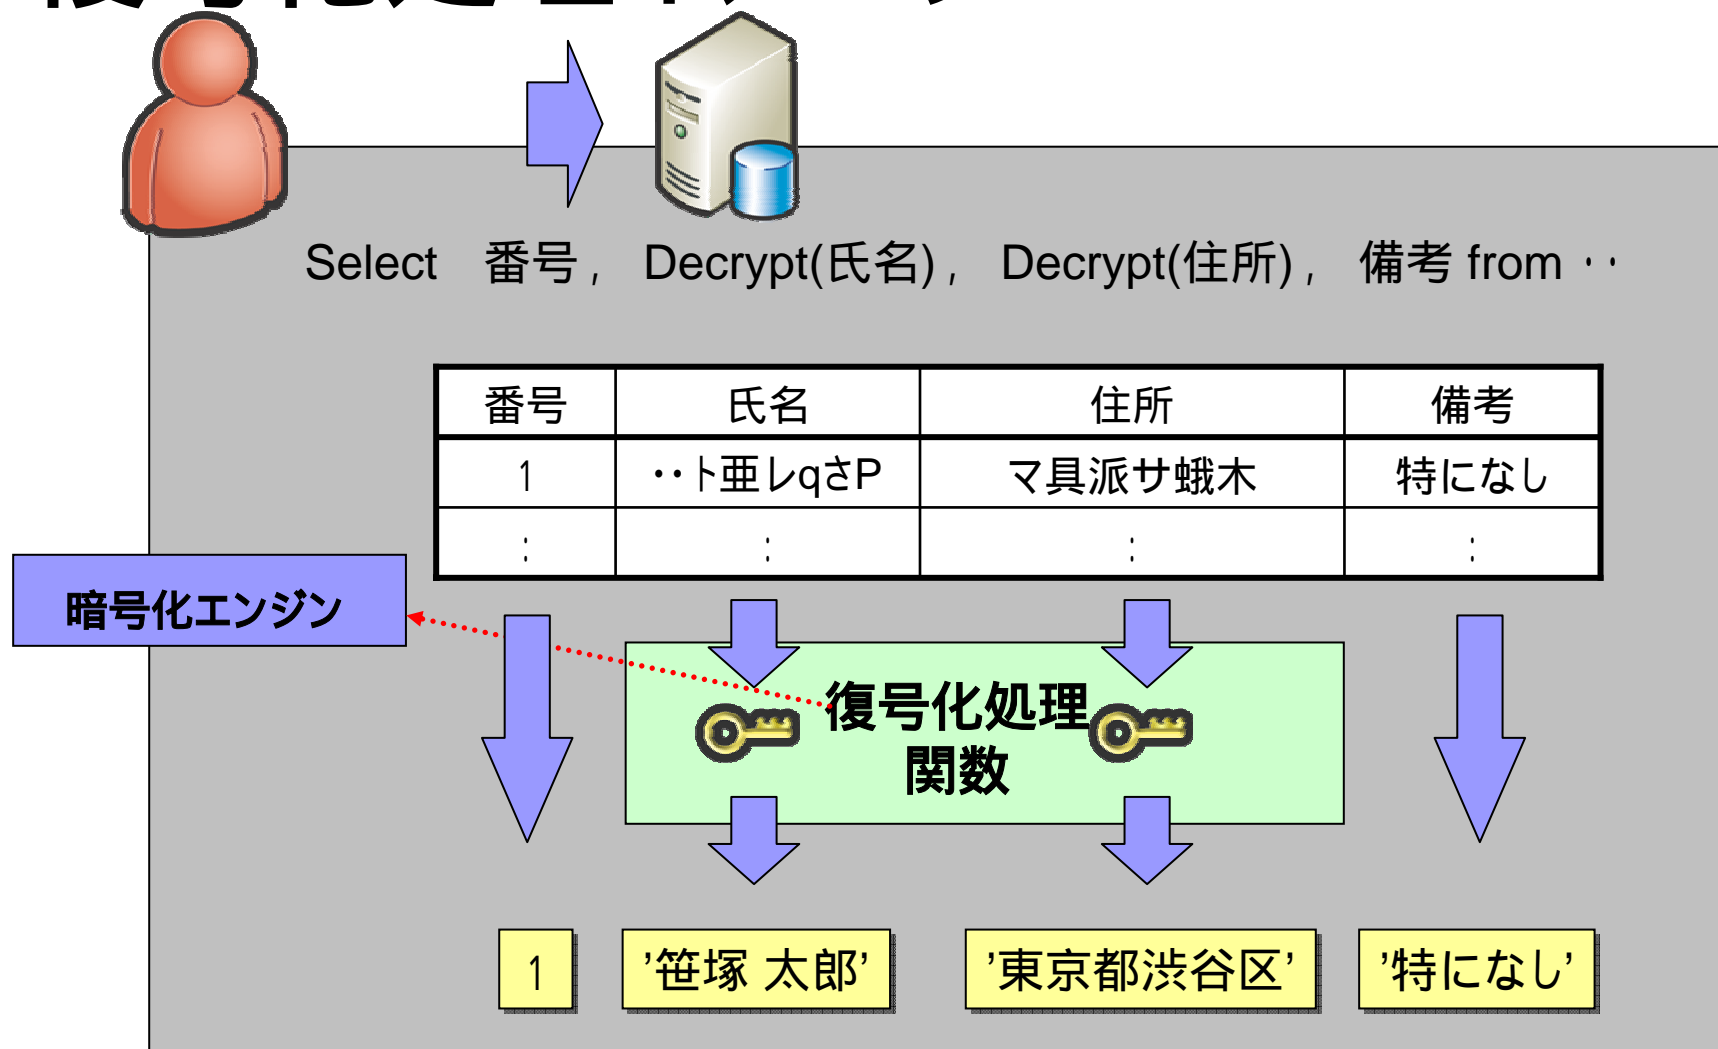 Select 番号, Decrypt(氏名), Decrypt(住所), 備考 from ‥
番号 氏名 住所 備考
1 ‥ト亜レqさP マ具派サ蛾木 特になし
: : : :
暗号化エンジン
復号化処理
関数
1 ’笹塚 太郎’ ’東京都渋谷区’ ’特になし’